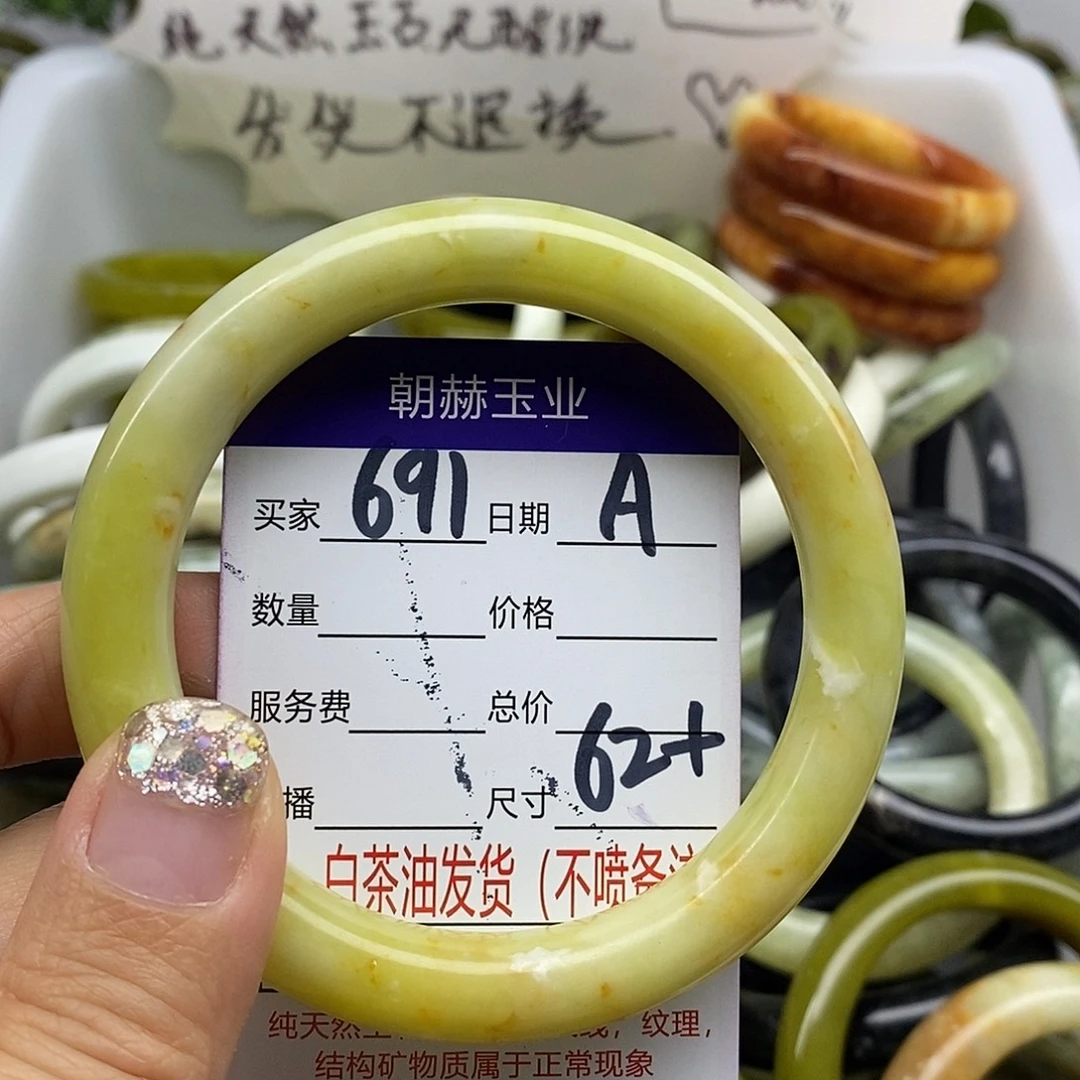 纯天然玉石无酸洗
售出不退换
朝赫玉业
买家 691 日期 A
数量 价格
服务费 总价
播 尺寸 62+
白茶油发货（不喷备注
纯天然 线，纹理，
结构矿物质属于正常现象